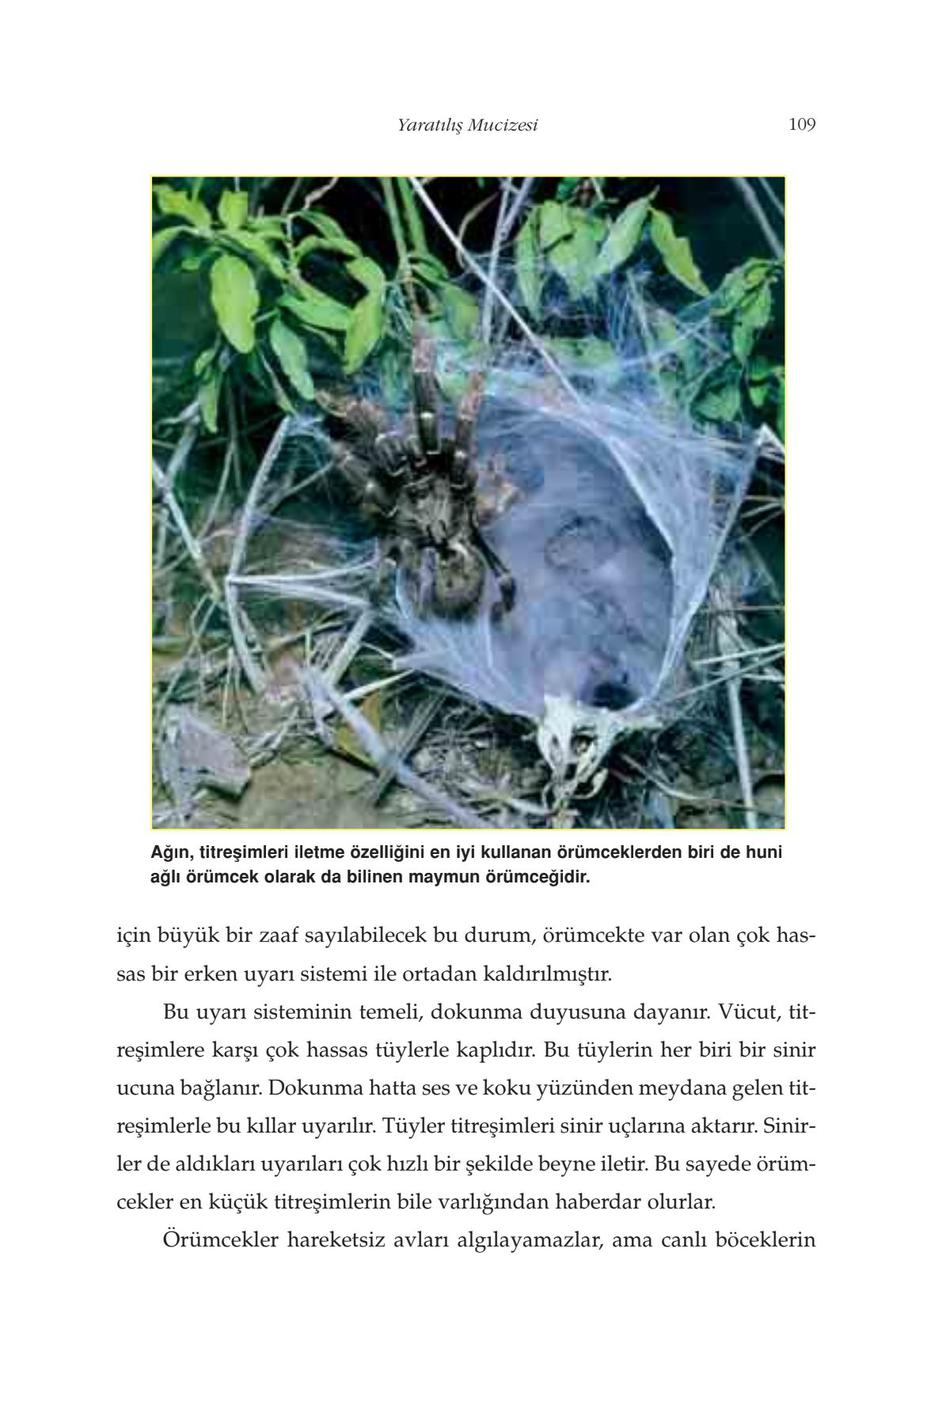 Yaratılış Mucizesi 109
Ağın, titreşimleri iletme özelliğini en iyi kullanan örümceklerden biri de huni
ağlı örümcek olarak da bilinen maymun örümceğidir.
için büyük bir zaaf sayılabilecek bu durum, örümcekte var olan çok has-
sas bir erken uyarı sistemi ile ortadan kaldırılmıştır.
Bu uyarı sisteminin temeli, dokunma duyusuna dayanır. Vücut, tit-
reşimlere karşı çok hassas tüylerle kaplıdır. Bu tüylerin her biri bir sinir
ucuna bağlanır. Dokunma hatta ses ve koku yüzünden meydana gelen tit-
reşimlerle bu kıllar uyarılır. Tüyler titreşimleri sinir uçlarına aktarır. Sinir-
ler de aldıkları uyarıları çok hızlı bir şekilde beyne iletir. Bu sayede örüm-
cekler en küçük titreşimlerin bile varlığından haberdar olurlar.
Örümcekler hareketsiz avları algılayamazlar, ama canlı böceklerin